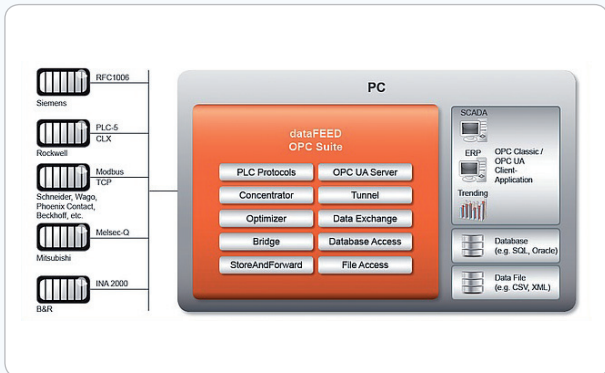 RFC1006
Siemens
PLC-5
CLX
Rockwell
Modbus
TCP
Schneider, Wago,
Phoenix Contact,
Beckhoff, etc.
Melsec-Q
Mitsubishi
INA 2000
B&R
PC
dataFEED
OPC Suite
PLC Protocols
OPC UA Server
Concentrator
Tunnel
Optimizer
Data Exchange
Bridge
Database Access
StoreAndForward
File Access
SCADA
ERP
Trending
OPC Classic /
OPC UA
Client-
Application
Database
(e.g. SQL, Oracle)
Data File
(e.g. CSV, XML)